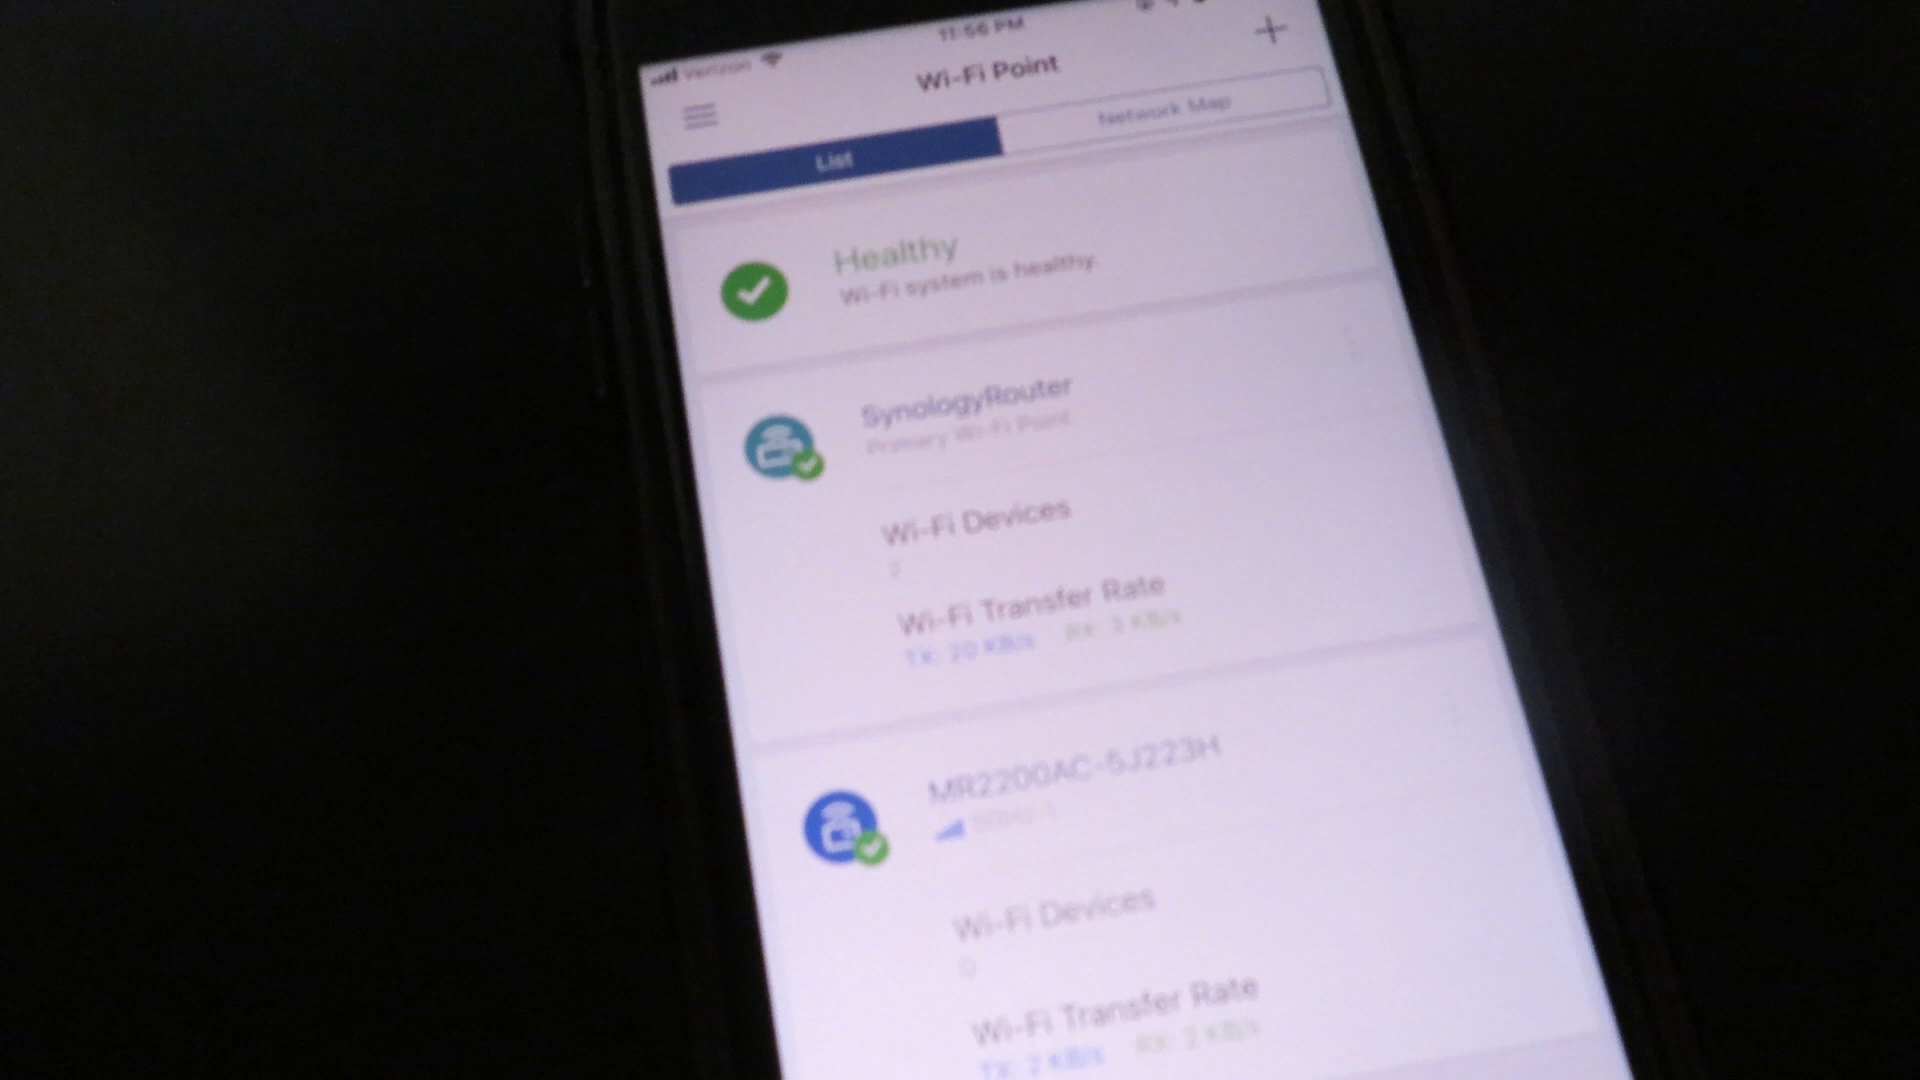 Verizon 11:56 PM
Wi-Fi Point
List Network Map
Healthy
Wi-Fi system is healthy.
SynologyRouter
Primary Wi-Fi Point
Wi-Fi Devices
Wi-Fi Transfer Rate
TX: 20 KB/s RX: 3 KB/s
MR2200AC-5J223H
5GHz-1
Wi-Fi Devices
0
Wi-Fi Transfer Rate
TX: 2 KB/s RX: 2 KB/s